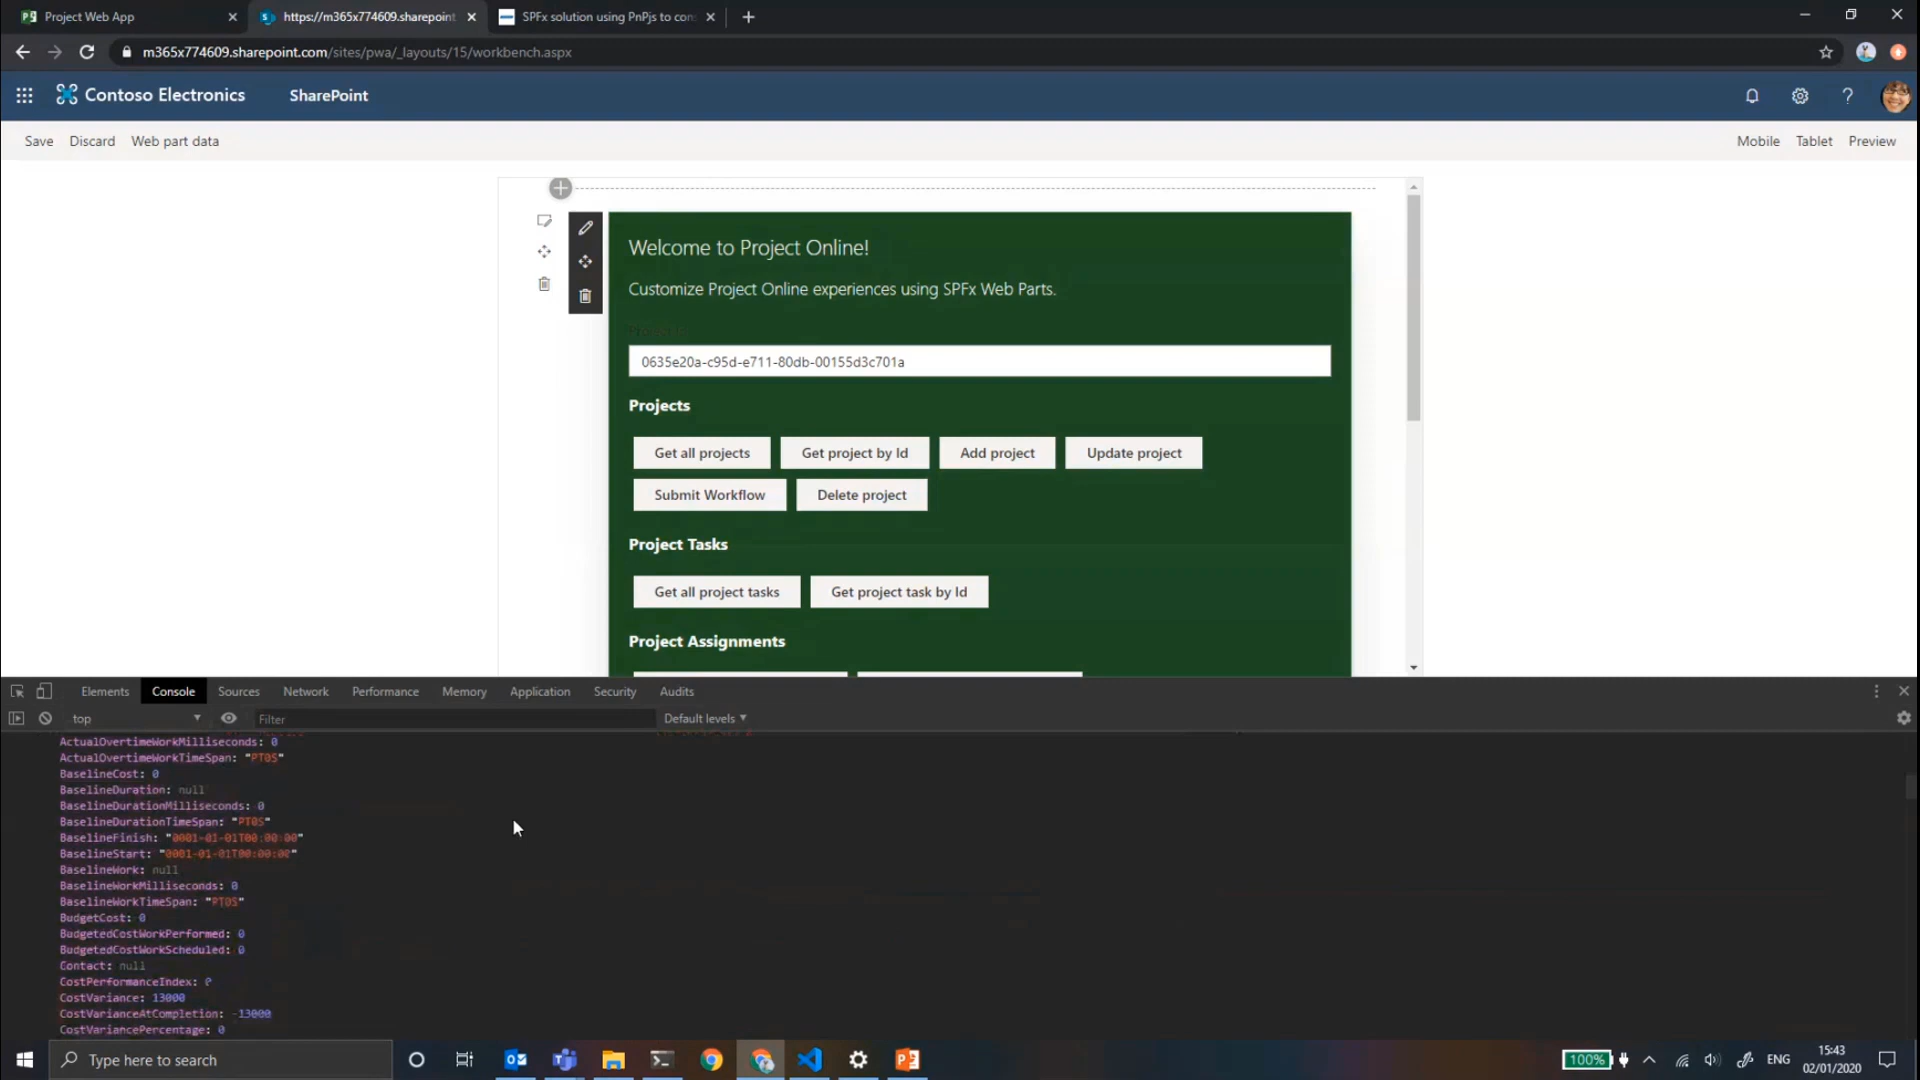 Project Web App
https://m365x774609.sharepoint
SPFx solution using PnPjs to con
m365x774609.sharepoint.com/sites/pwa/_layouts/15/workbench.aspx
Contoso Electronics
SharePoint
Save Discard Web part data
Mobile Tablet Preview
Welcome to Project Online!
Customize Project Online experiences using SPFx Web Parts.
0635e20a-c95d-e711-80db-00155d3c701a
Projects
Get all projects Get project by Id Add project Update project
Submit Workflow Delete project
Project Tasks
Get all project tasks Get project task by Id
Project Assignments
Elements Console Sources Network Performance Memory Application Security Audits
top Filter Default levels
ActualOvertimeWorkMilliseconds: 0
ActualOvertimeWorkTimeSpan: "PT0S"
BaselineCost: 0
BaselineDuration: null
BaselineDurationMilliseconds: 0
BaselineDurationTimeSpan: "PT0S"
BaselineFinish: "0001-01-01T00:00:00"
BaselineStart: "0001-01-01T00:00:00"
BaselineWork: null
BaselineWorkMilliseconds: 0
BaselineWorkTimeSpan: "PT0S"
BudgetCost: 0
BudgetedCostWorkPerformed: 0
BudgetedCostWorkScheduled: 0
Contact: null
CostPerformanceIndex: 0
CostVariance: 13000
CostVarianceAtCompletion: -13000
CostVariancePercentage: 0
Type here to search
100%
ENG
15:43
02/01/2020